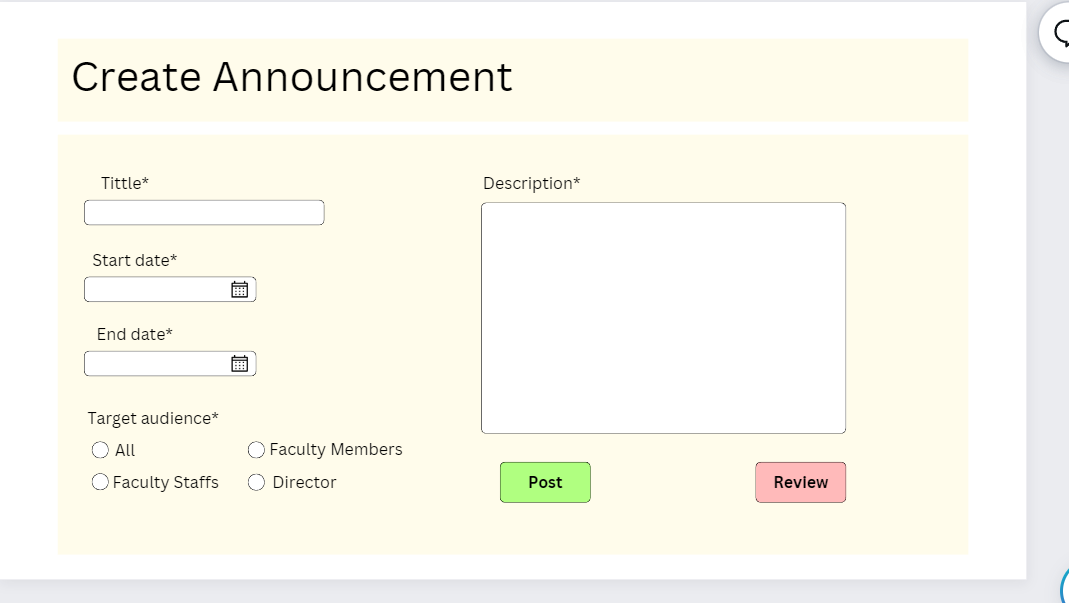 Create Announcement
Tittle*
Start date*
End date*
Target audience*
All
Faculty Members
Faculty Staffs
Director
Description*
Post
Review